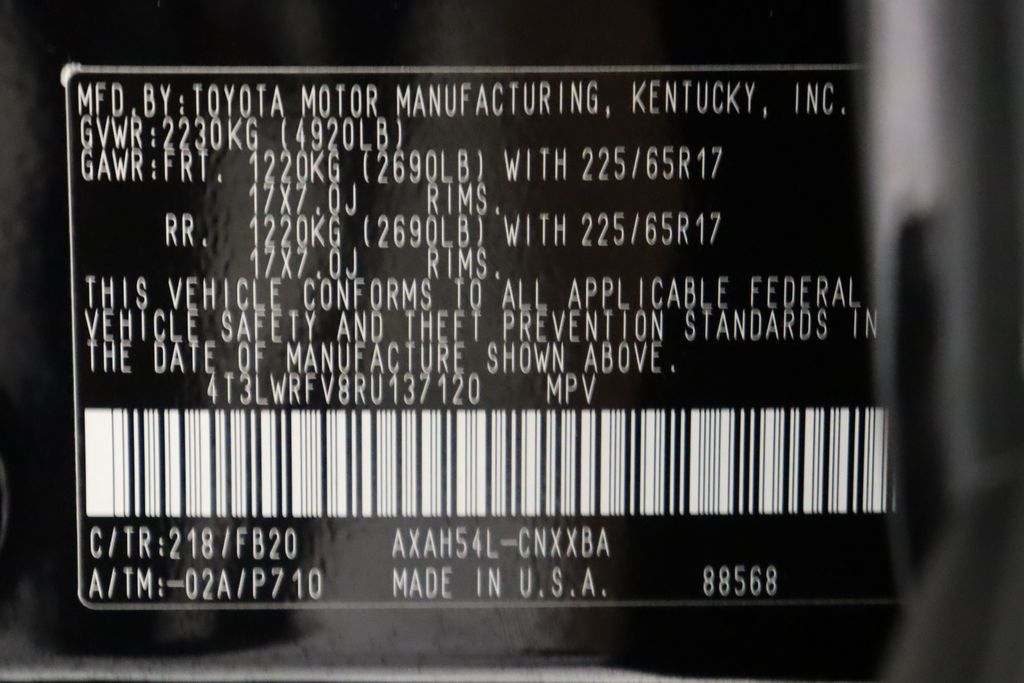 MFD.BY:TOYOTA MOTOR MANUFACTURING, KENTUCKY, INC.
GVWR:2230KG (4920LB)
GAWR:FRT. 1220KG (2690LB) WITH 225/65R17
17X7.0J RIMS.
RR. 1220KG (2690LB) WITH 225/65R17
17X7.0J RIMS.
THIS VEHICLE CONFORMS TO ALL APPLICABLE FEDERAL
VEHICLE SAFETY AND THEFT PREVENTION STANDARDS IN
THE DATE OF MANUFACTURE SHOWN ABOVE.
4T3LWRFV8RU137120 MPV
C/TR:218/FB20 AXAH54L-CNXXBA
A/TM:-02A/P710 MADE IN U.S.A. 88568